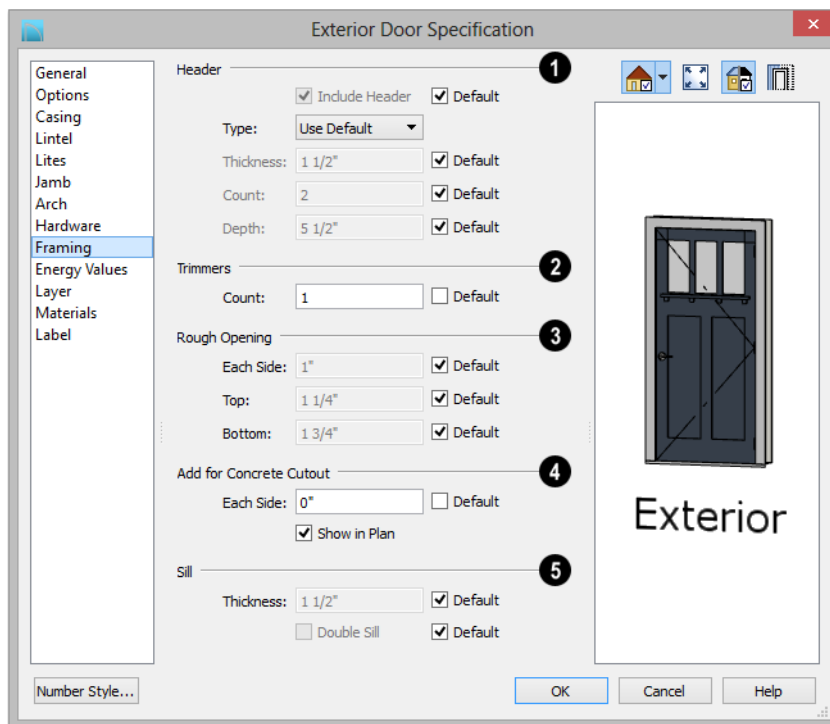 Exterior Door Specification
General
Options
Casing
Lintel
Lites
Jamb
Arch
Hardware
Framing
Energy Values
Layer
Materials
Label
Header 1
Include Header Default
Type: Use Default
Thickness: 1 1/2" Default
Count: 2 Default
Depth: 5 1/2" Default
Trimmers 2
Count: 1 Default
Rough Opening 3
Each Side: 1" Default
Top: 1 1/4" Default
Bottom: 1 3/4" Default
Add for Concrete Cutout 4
Each Side: 0" Default
Show in Plan
Sill 5
Thickness: 1 1/2" Default
Double Sill Default
Exterior
Number Style... OK Cancel Help